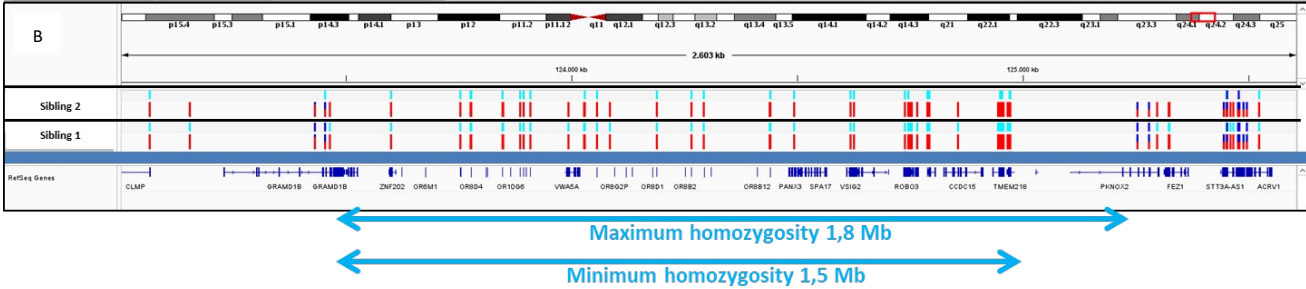 B
p15.4 p15.3 p15.1 p14.3 p14.1 p13 p12 p11.2 p11.12 q11 q12.1 q12.3 q13.2 q13.4 q13.5 q14.1 q14.2 q14.3 q21 q22.1 q22.3 q23.3 q24.1 q24.2 q24.3 q25
2.603 kb
124.000 kb 125.000 kb
Sibling 2
Sibling 1
RefSeq Genes
CLMP GRAMD1B GRAMD1B ZNF202 OR6M1 OR8D4 OR10G6 VWA5A OR8G2P OR8D1 OR8B2 OR8B12 PANX3 SPA17 VSIG2 ROBO3 CCDC15 TMEM218 PKNOX2 FEZ1 STT3A-AS1 ACRV1
Maximum homozygosity 1,8 Mb
Minimum homozygosity 1,5 Mb